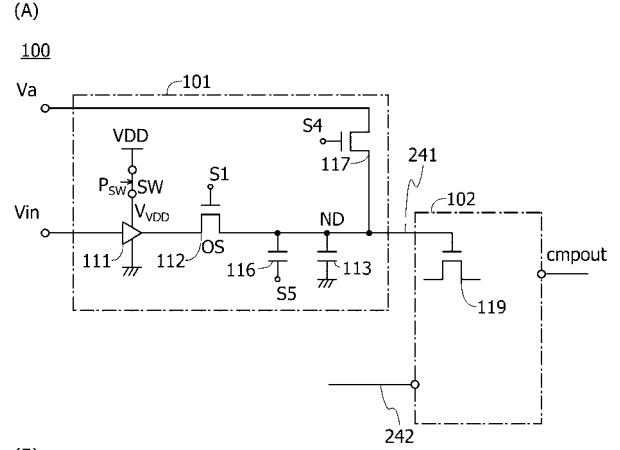 (A)
100
101
Va
VDD
S4
117
241
PSW
SW
S1
102
Vin
VVDD
ND
cmpout
111
112
OS
116
113
S5
119
242